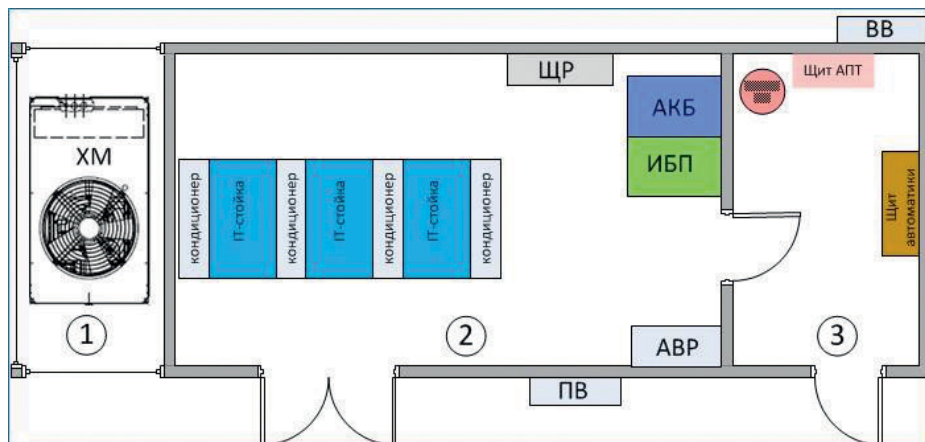 ВВ
ЩР
Щит АПТ
АКБ
ХМ
ИБП
кондиционер
IT-стойка
кондиционер
IT-стойка
кондиционер
IT-стойка
кондиционер
Щит
автоматики
1
2
3
АВР
ПВ